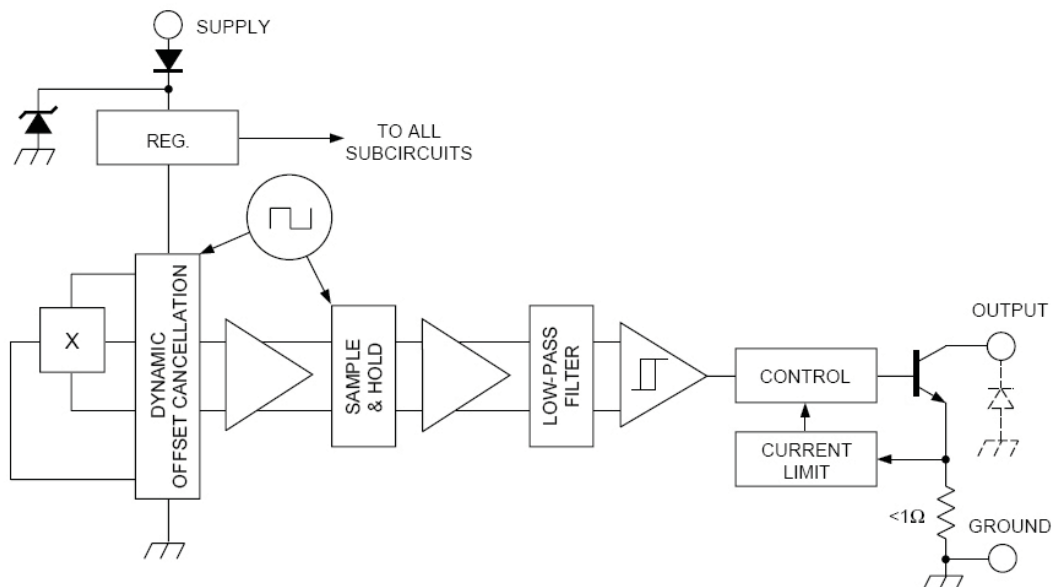 SUPPLY
REG.
TO ALL
SUBCIRCUITS
X
DYNAMIC
OFFSET CANCELLATION
SAMPLE
& HOLD
LOW-PASS
FILTER
CONTROL
CURRENT
LIMIT
OUTPUT
<1Ω
GROUND